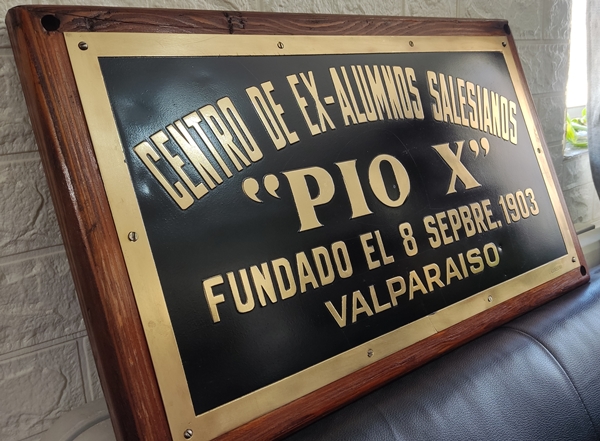 CENTRO DE EX-ALUMNOS SALESIANOS
"PIO X"
FUNDADO EL 8 SEPBRE. 1903
VALPARAISO